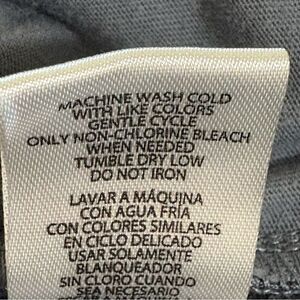 MACHINE WASH COLD
WITH LIKE COLORS
GENTLE CYCLE
ONLY NON-CHLORINE BLEACH
WHEN NEEDED
TUMBLE DRY LOW
DO NOT IRON
LAVAR A MÁQUINA
CON AGUA FRÍA
CON COLORES SIMILARES
EN CICLO DELICADO
USAR SOLAMENTE
BLANQUEADOR
SIN CLORO CUANDO
SEA NECESARIO